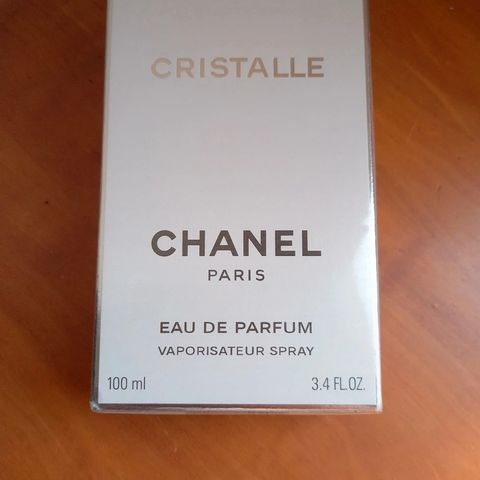 CRISTALLE
CHANEL
PARIS
EAU DE PARFUM
VAPORISATEUR SPRAY
100 ml 3.4 FL.OZ.